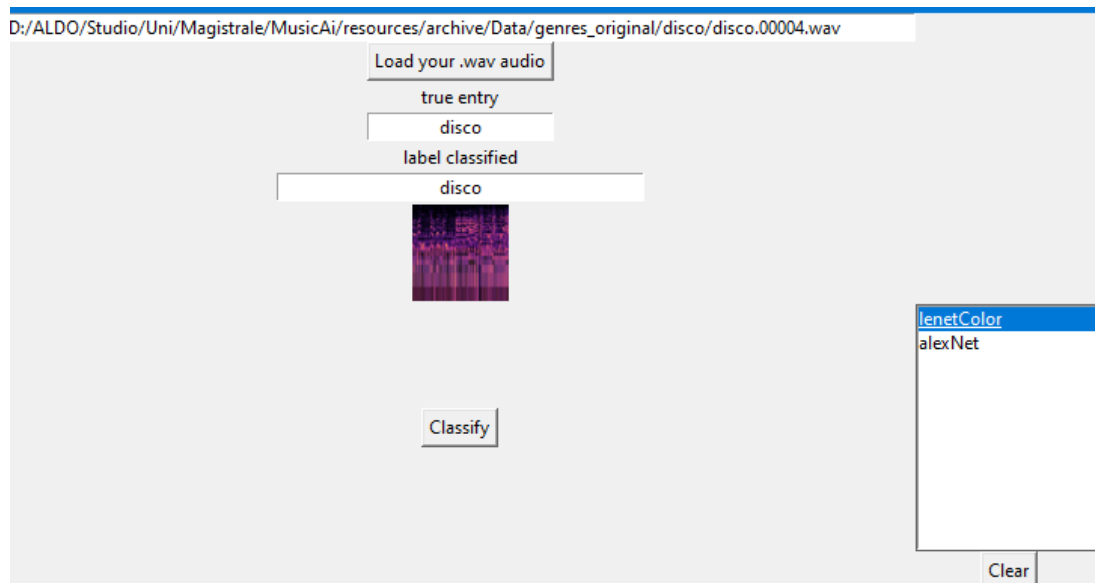 D:/ALDO/Studio/Uni/Magistrale/MusicAi/resources/archive/Data/genres_original/disco/disco.00004.wav
Load your .wav audio
true entry
disco
label classified
disco
lenetColor
alexNet
Classify
Clear